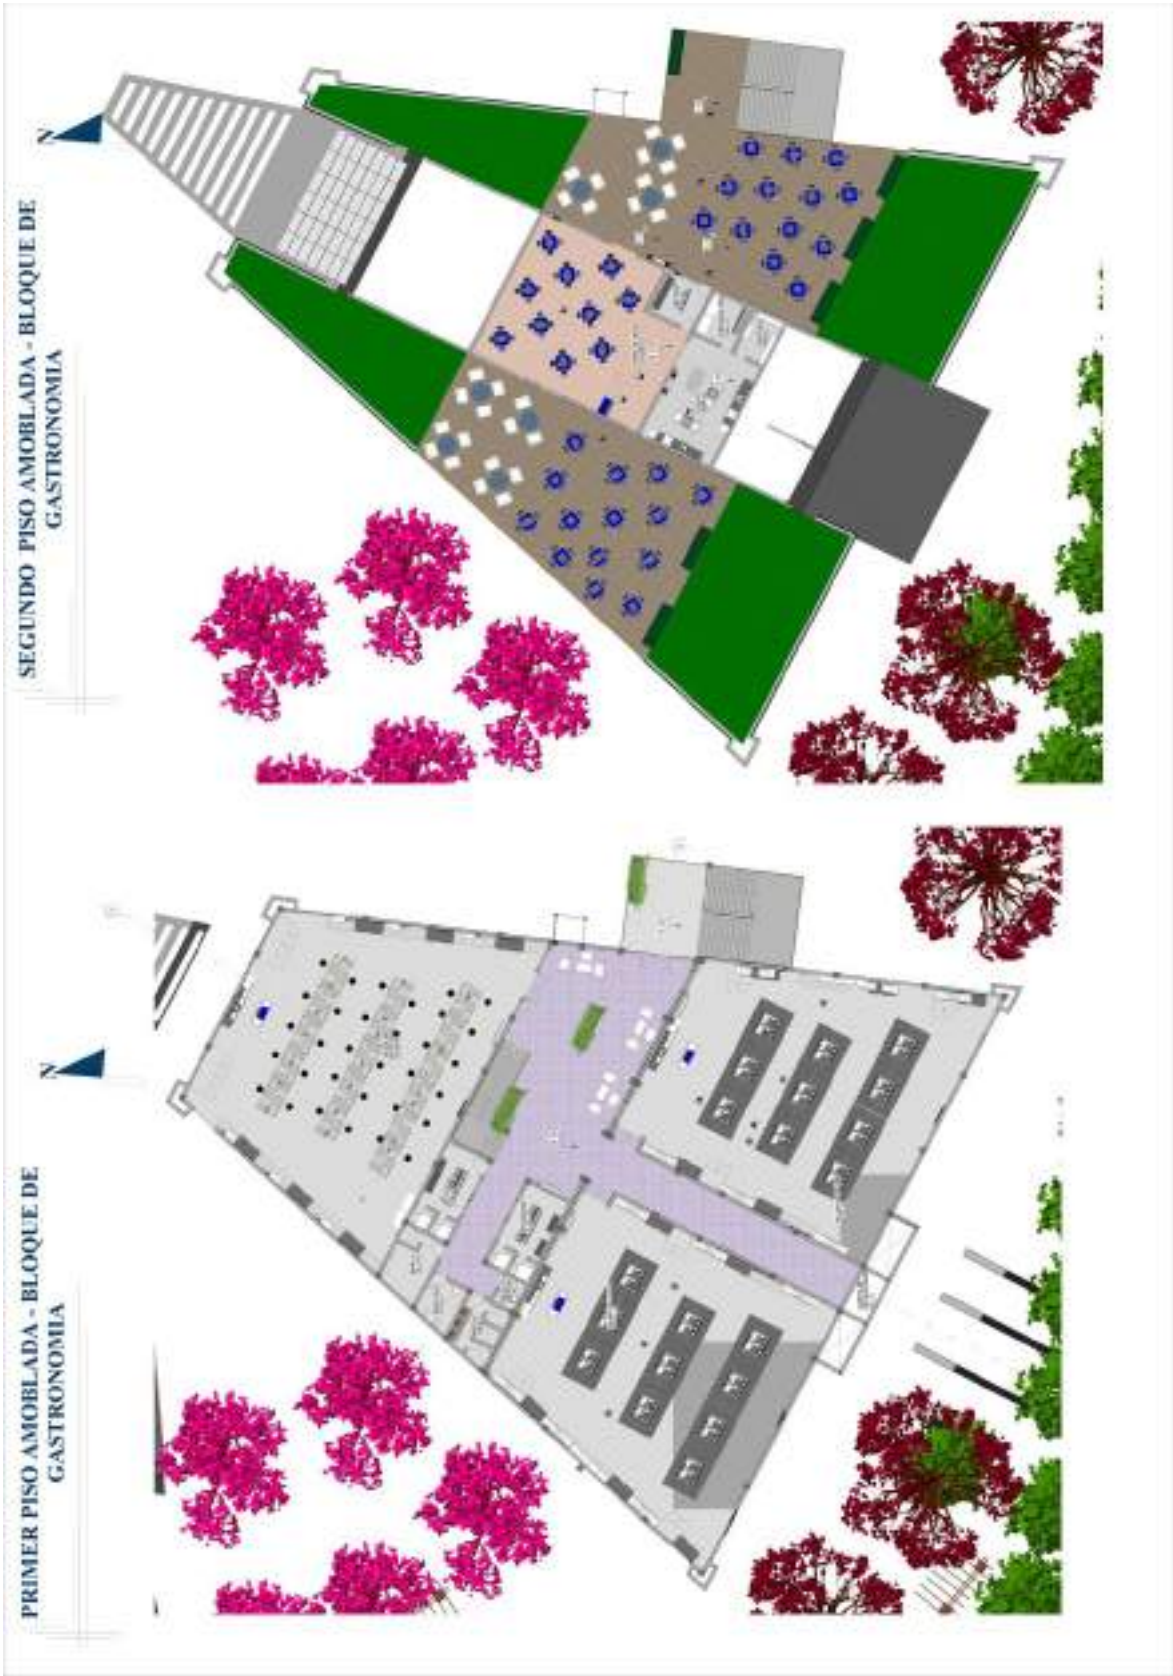 PRIMER PISO AMOBLADA - BLOQUE DE
GASTRONOMIA
N
SEGUNDO PISO AMOBLADA - BLOQUE DE
GASTRONOMIA
N